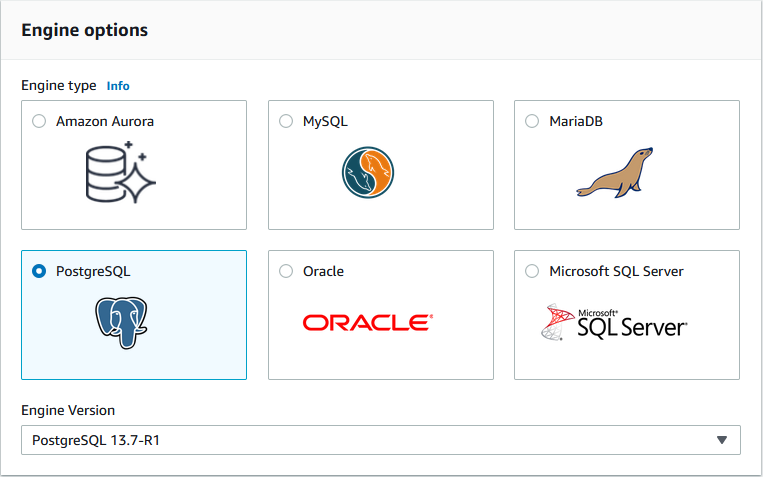 Engine options
Engine type Info
Amazon Aurora
MySQL
MariaDB
PostgreSQL
Oracle
ORACLE®
Microsoft SQL Server
Microsoft®
SQL Server®
Engine Version
PostgreSQL 13.7-R1